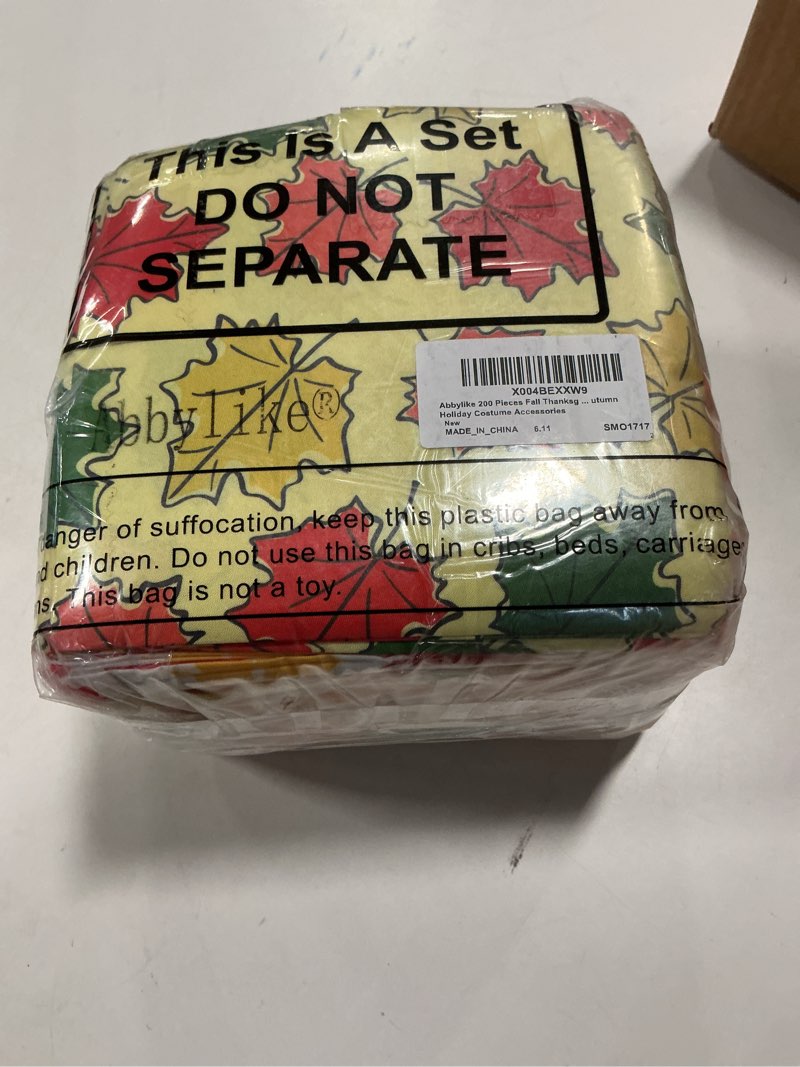 This is A Set
DO NOT
SEPARATE
X004BEXXW9
Abbylike 200 Pieces Fall Thanksg ... utumn
Holiday Costume Accessories
New
MADE_IN_CHINA 6.11 SMO1717
Abbylike®
anger of suffocation, keep this plastic bag away from
d children. Do not use this bag in cribs, beds, carriage
ns. This bag is not a toy.